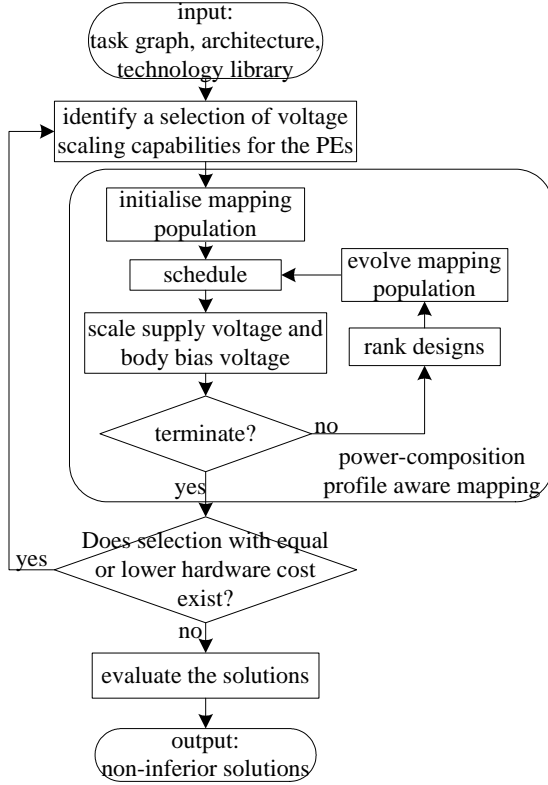 input:
task graph, architecture,
technology library
identify a selection of voltage
scaling capabilities for the PEs
initialise mapping
population
schedule
evolve mapping
population
scale supply voltage and
body bias voltage
rank designs
terminate?
no
power-composition
profile aware mapping
yes
Does selection with equal
or lower hardware cost
exist?
yes
no
evaluate the solutions
output:
non-inferior solutions